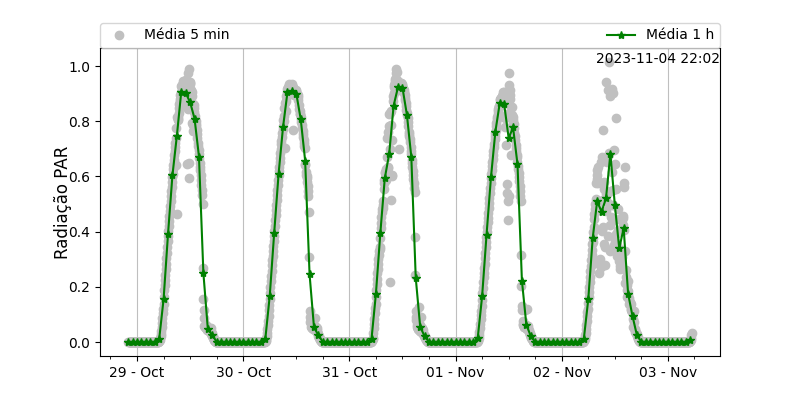 Média 5 min
Média 1 h
2023-11-04 22:02
Radiação PAR
1.0
0.8
0.6
0.4
0.2
0.0
29 - Oct
30 - Oct
31 - Oct
01 - Nov
02 - Nov
03 - Nov